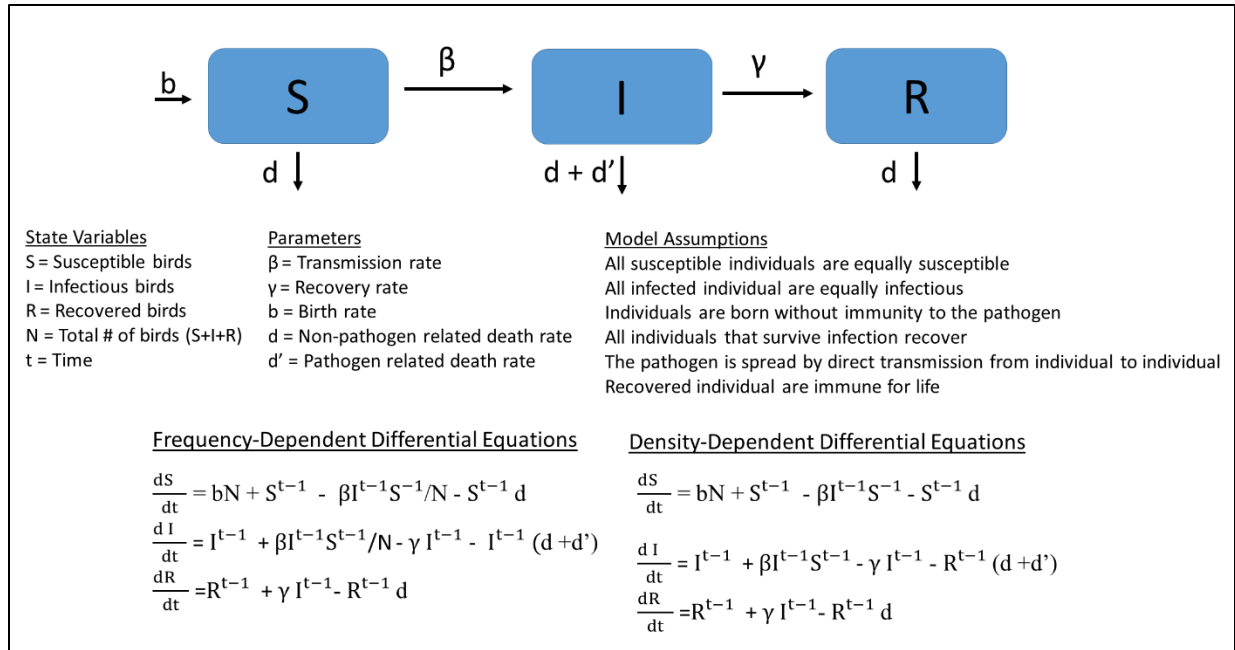 b
S
β
I
γ
R
d
d + d'
d
State Variables
S = Susceptible birds
I = Infectious birds
R = Recovered birds
N = Total # of birds (S+I+R)
t = Time
Parameters
β = Transmission rate
γ = Recovery rate
b = Birth rate
d = Non-pathogen related death rate
d' = Pathogen related death rate
Model Assumptions
All susceptible individuals are equally susceptible
All infected individual are equally infectious
Individuals are born without immunity to the pathogen
All individuals that survive infection recover
The pathogen is spread by direct transmission from individual to individual
Recovered individual are immune for life
Frequency-Dependent Differential Equations
dS/dt = bN + S^{t−1} - βI^{t−1}S^{−1}/N - S^{t−1} d
d I/dt = I^{t−1} + βI^{t−1}S^{t−1}/N - γ I^{t−1} - I^{t−1} (d +d')
dR/dt =R^{t−1} + γ I^{t−1}- R^{t−1} d
Density-Dependent Differential Equations
dS/dt = bN + S^{t−1} - βI^{t−1}S^{−1} - S^{t−1} d
d I/dt = I^{t−1} + βI^{t−1}S^{t−1} - γ I^{t−1} - R^{t−1} (d +d')
dR/dt =R^{t−1} + γ I^{t−1}- R^{t−1} d